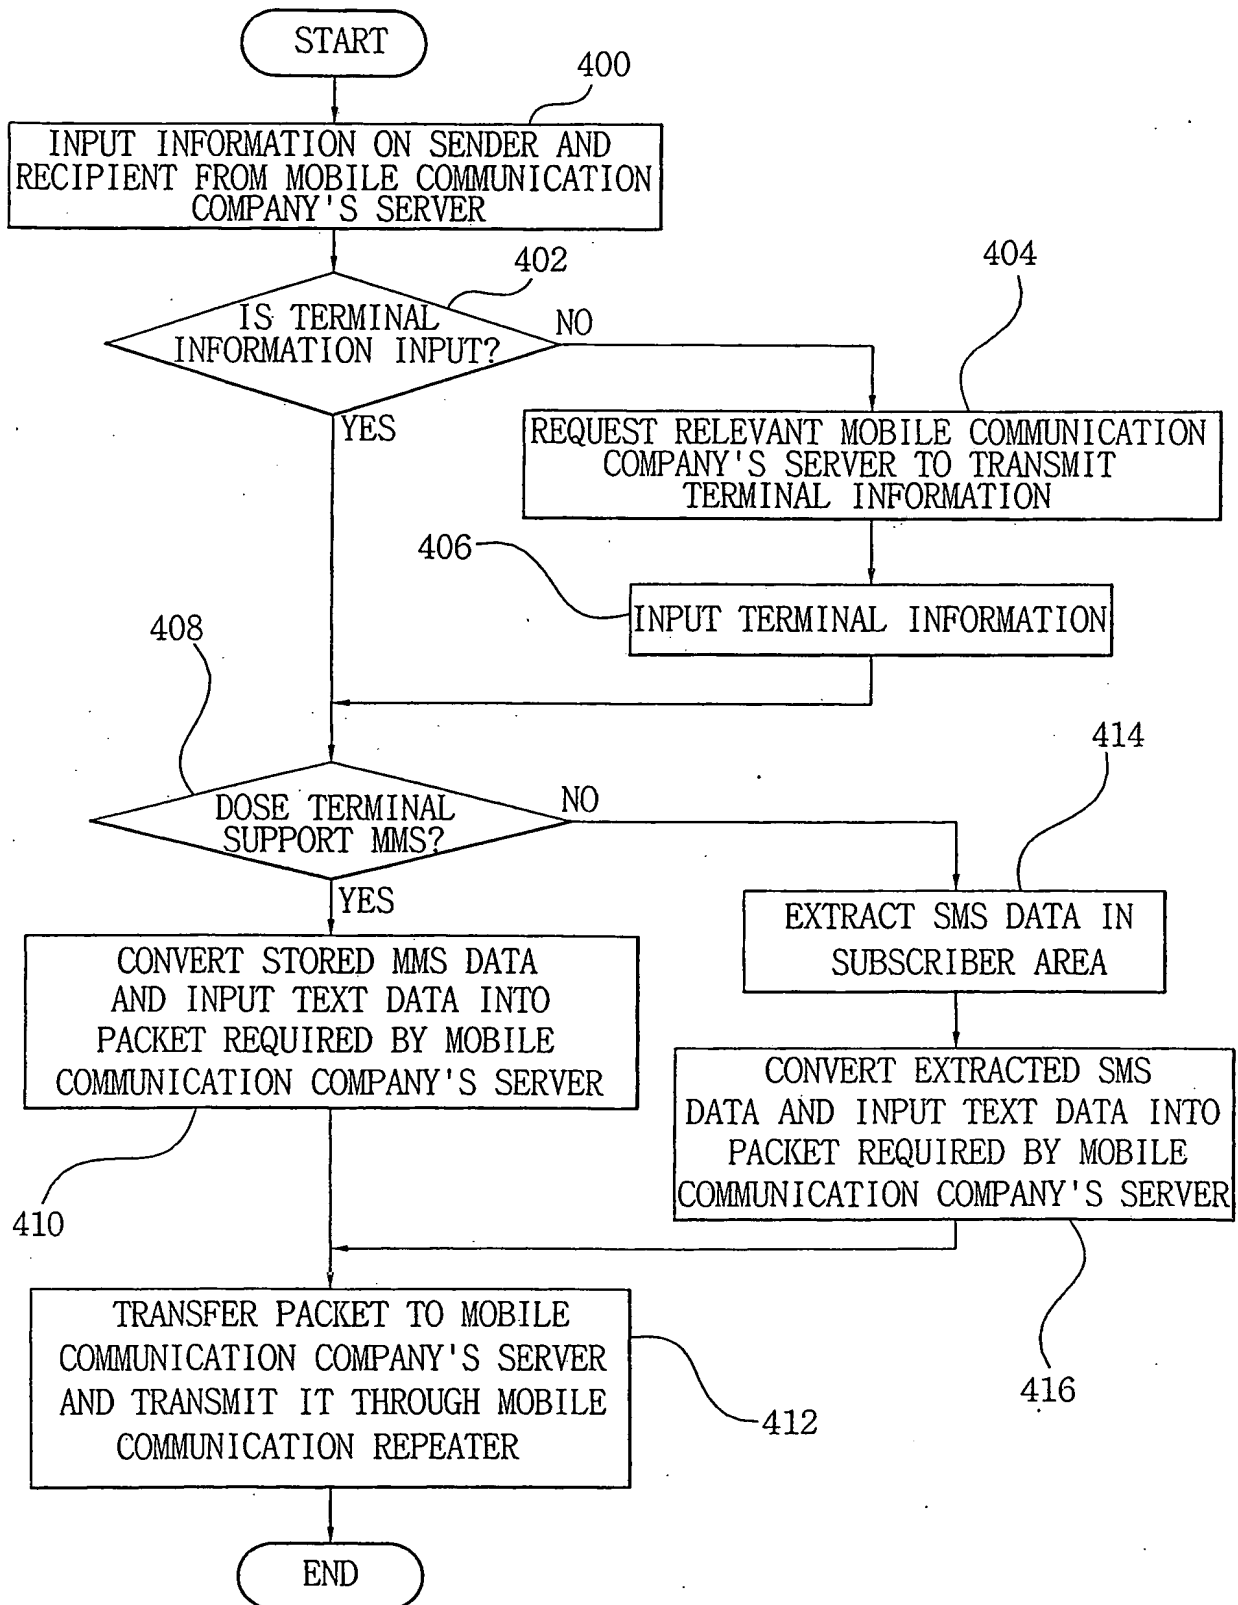 START
400
INPUT INFORMATION ON SENDER AND
RECIPIENT FROM MOBILE COMMUNICATION
COMPANY'S SERVER
402
IS TERMINAL
INFORMATION INPUT?
NO
YES
404
REQUEST RELEVANT MOBILE COMMUNICATION
COMPANY'S SERVER TO TRANSMIT
TERMINAL INFORMATION
406
INPUT TERMINAL INFORMATION
408
DOSE TERMINAL
SUPPORT MMS?
NO
YES
414
EXTRACT SMS DATA IN
SUBSCRIBER AREA
CONVERT STORED MMS DATA
AND INPUT TEXT DATA INTO
PACKET REQUIRED BY MOBILE
COMMUNICATION COMPANY'S SERVER
410
CONVERT EXTRACTED SMS
DATA AND INPUT TEXT DATA INTO
PACKET REQUIRED BY MOBILE
COMMUNICATION COMPANY'S SERVER
416
TRANSFER PACKET TO MOBILE
COMMUNICATION COMPANY'S SERVER
AND TRANSMIT IT THROUGH MOBILE
COMMUNICATION REPEATER
412
END